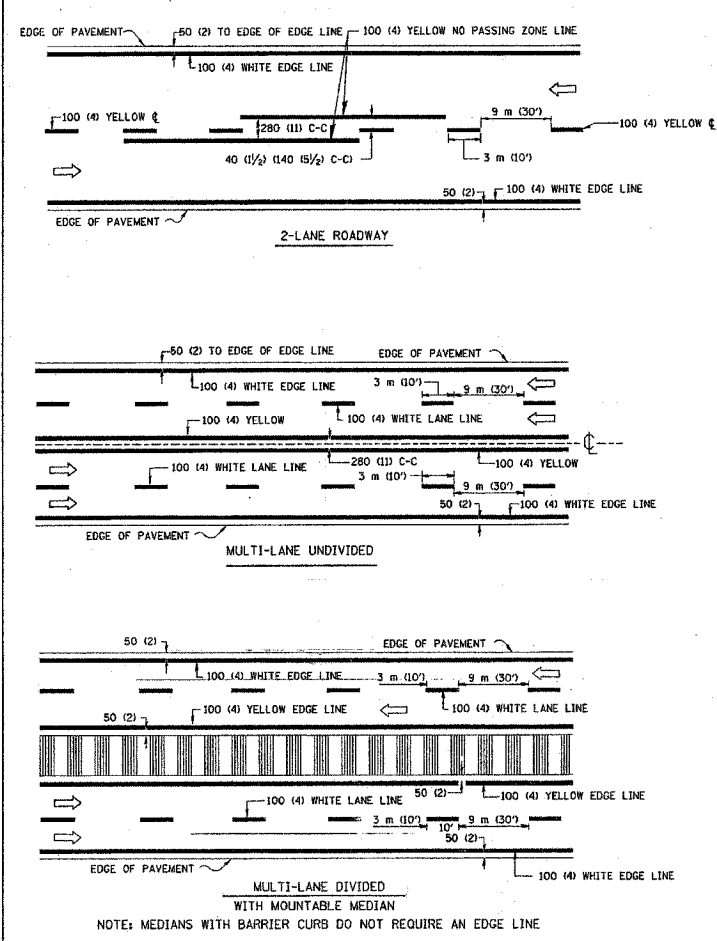 EDGE OF PAVEMENT 50 (2) TO EDGE OF EDGE LINE 100 (4) YELLOW NO PASSING ZONE LINE
100 (4) WHITE EDGE LINE
9 m (30')
100 (4) YELLOW ℄
280 (11) C-C
100 (4) YELLOW ℄
40 (1½) (140 (5½) C-C)
3 m (10')
50 (2) 100 (4) WHITE EDGE LINE
EDGE OF PAVEMENT
2-LANE ROADWAY
50 (2) TO EDGE OF EDGE LINE EDGE OF PAVEMENT
100 (4) WHITE EDGE LINE
3 m (10') 9 m (30')
100 (4) YELLOW 100 (4) WHITE LANE LINE
℄
100 (4) WHITE LANE LINE 280 (11) C-C 100 (4) YELLOW
3 m (10')
9 m (30')
50 (2) 100 (4) WHITE EDGE LINE
EDGE OF PAVEMENT
MULTI-LANE UNDIVIDED
50 (2) EDGE OF PAVEMENT
100 (4) WHITE EDGE LINE 3 m (10') 9 m (30')
50 (2) 100 (4) YELLOW EDGE LINE 100 (4) WHITE LANE LINE
50 (2) 100 (4) YELLOW EDGE LINE
100 (4) WHITE LANE LINE
3 m (10') 9 m (30')
10'
50 (2)
EDGE OF PAVEMENT
100 (4) WHITE EDGE LINE
MULTI-LANE DIVIDED
WITH MOUNTABLE MEDIAN
NOTE: MEDIANS WITH BARRIER CURB DO NOT REQUIRE AN EDGE LINE